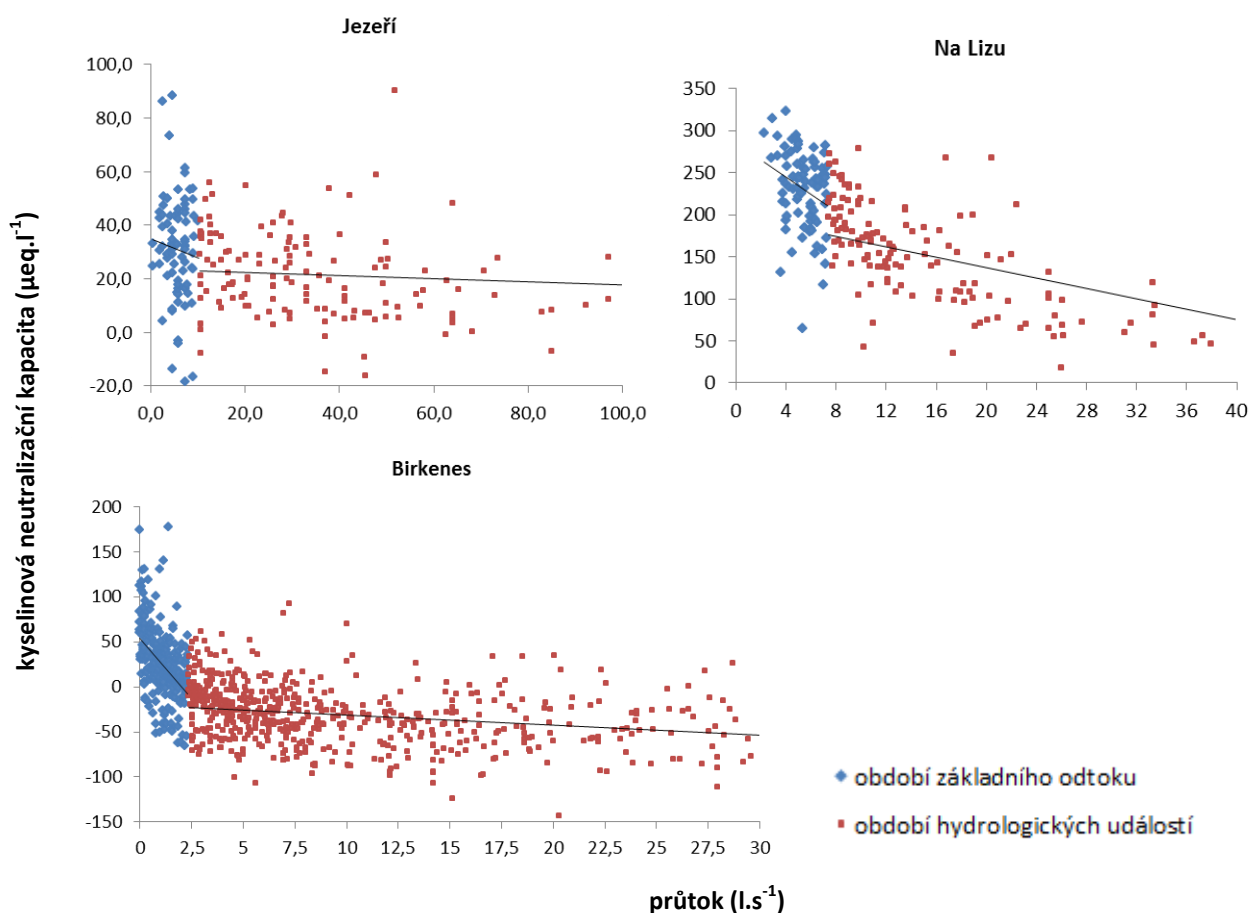 Jezeří
100,0
80,0
60,0
40,0
20,0
0,0
-20,0
0,0 20,0 40,0 60,0 80,0 100,0
Na Lizu
350
300
250
200
150
100
50
0
0 4 8 12 16 20 24 28 32 36 40
kyselinová neutralizační kapacita (μeq.l⁻¹)
Birkenes
200
150
100
50
0
-50
-100
-150
0 2,5 5 7,5 10 12,5 15 17,5 20 22,5 25 27,5 30
období základního odtoku
období hydrologických událostí
průtok (l.s⁻¹)